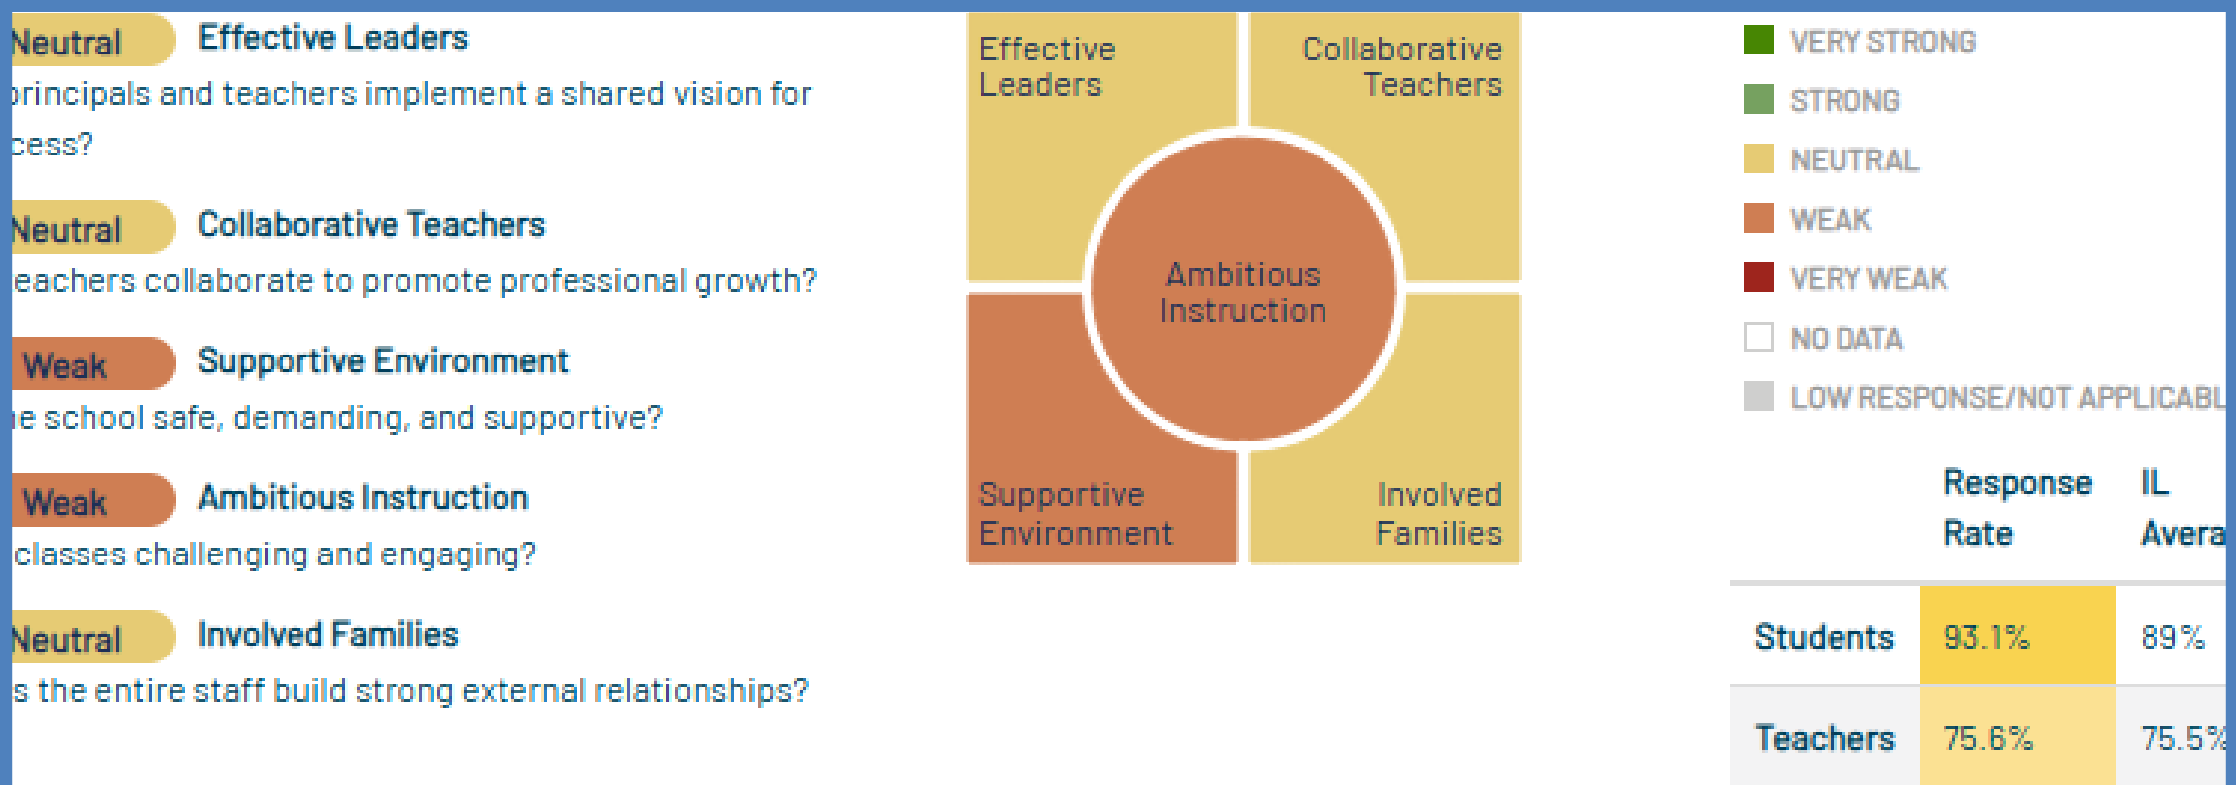 Neutral Effective Leaders
principals and teachers implement a shared vision for
cess?
Neutral Collaborative Teachers
eachers collaborate to promote professional growth?
Weak Supportive Environment
e school safe, demanding, and supportive?
Weak Ambitious Instruction
classes challenging and engaging?
Neutral Involved Families
s the entire staff build strong external relationships?
Effective
Leaders
Collaborative
Teachers
Ambitious
Instruction
Supportive
Environment
Involved
Families
VERY STRONG
STRONG
NEUTRAL
WEAK
VERY WEAK
NO DATA
LOW RESPONSE/NOT APPLICABL
Response IL
Rate Avera
Students 93.1% 89%
Teachers 75.6% 75.5%